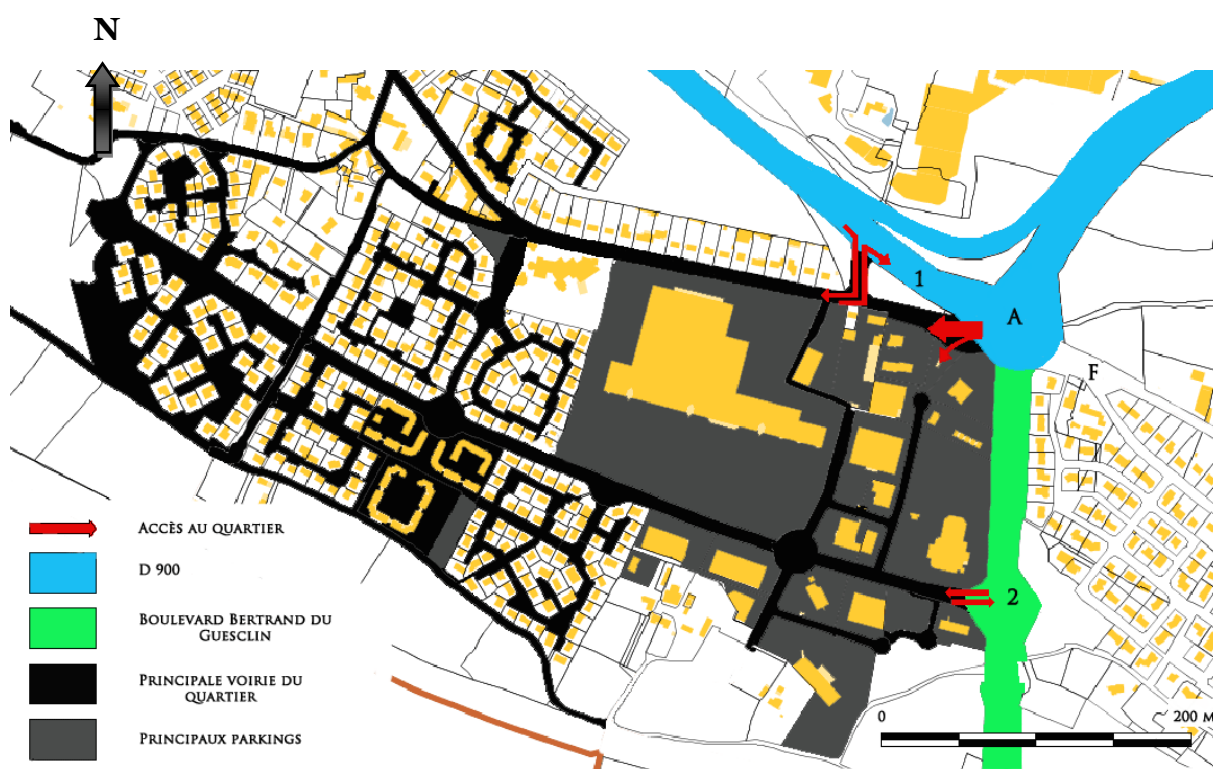 N
1
A
F
2
Accès au quartier
D 900
Boulevard Bertrand du
Guesclin
Principale voirie du
quartier
Principaux parkings
0
200 M